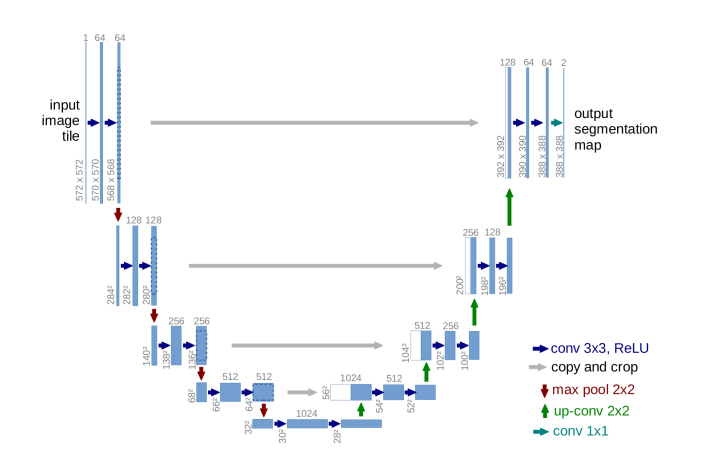 1 64 64
128 64 64 2
input
image
tile
output
segmentation
map
572 x 572
570 x 570
568 x 568
392 x 392
390 x 390
388 x 388
388 x 388
128 128
256 128
284²
282²
280²
200²
198²
196²
256 256
512 256
140²
138²
136²
104²
102²
100²
512 512
1024 512
68²
66²
64²
56²
54²
52²
1024
32²
30²
28²
conv 3x3, ReLU
copy and crop
max pool 2x2
up-conv 2x2
conv 1x1